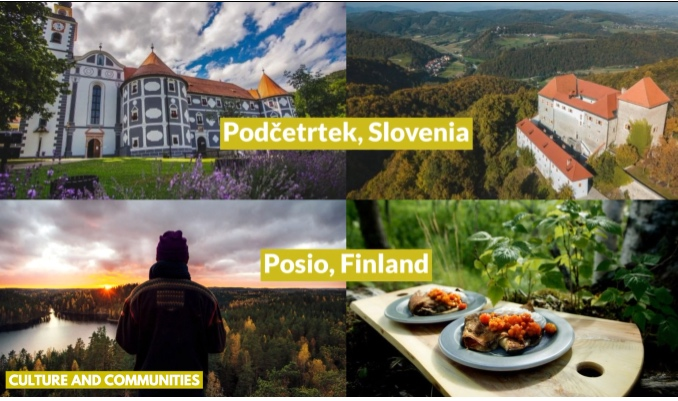 Podčetrtek, Slovenia
Posio, Finland
CULTURE AND COMMUNITIES